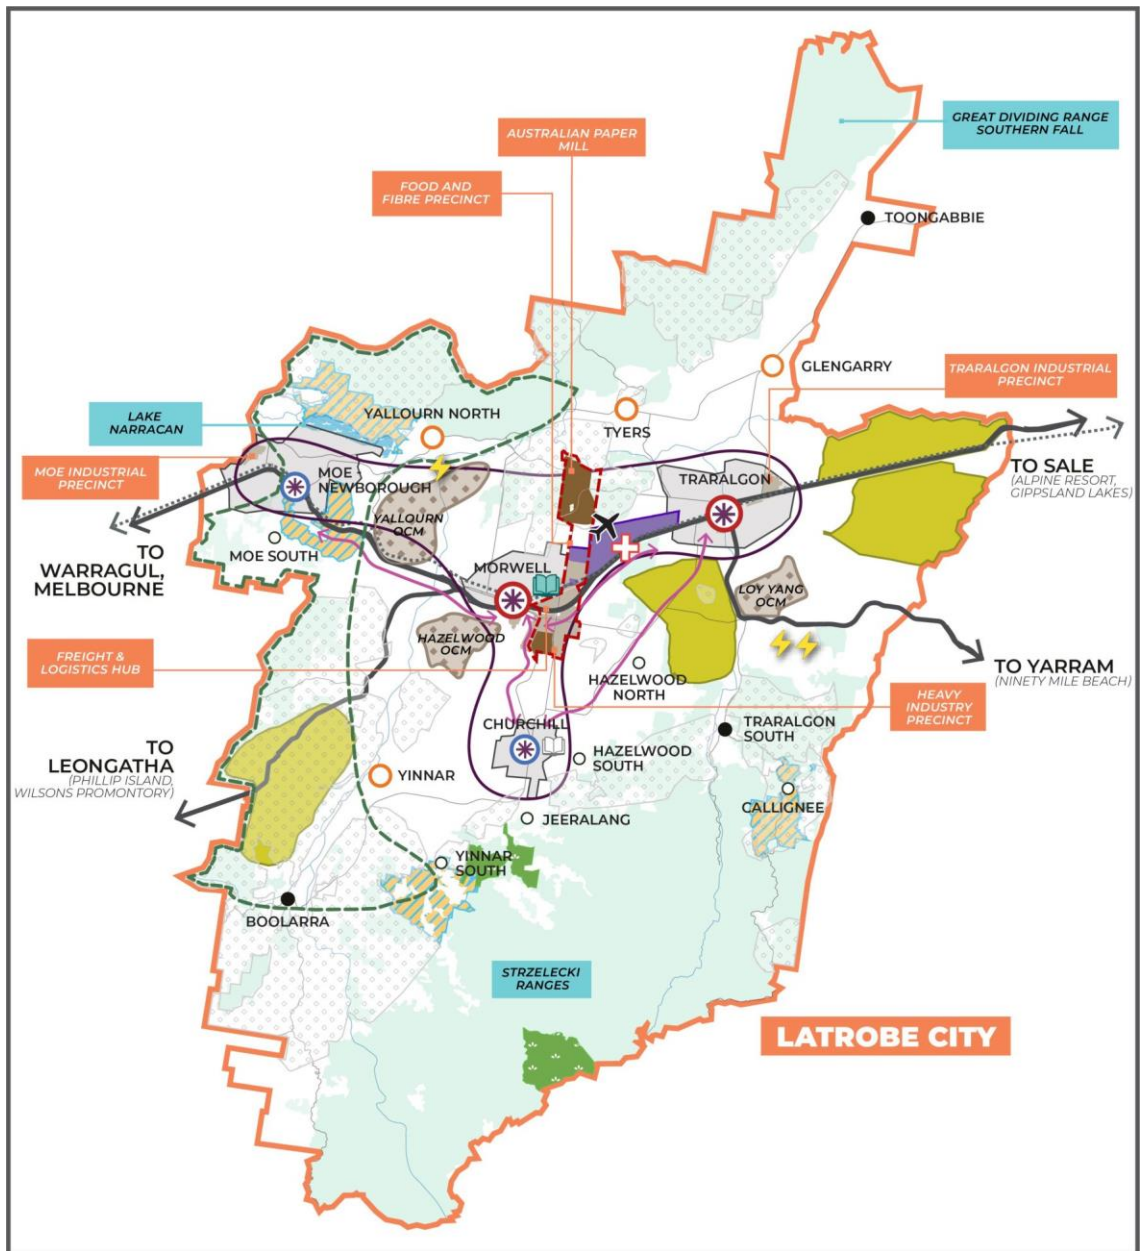 GREAT DIVIDING RANGE
SOUTHERN FALL
AUSTRALIAN PAPER
MILL
FOOD AND
FIBRE PRECINCT
TOONGABBIE
GLENGARRY
TRARALGON INDUSTRIAL
PRECINCT
LAKE
NARRACAN
YALLOURN NORTH
TYERS
MOE INDUSTRIAL
PRECINCT
MOE -
NEWBOROUGH
TRARALGON
TO SALE
(ALPINE RESORT,
GIPPSLAND LAKES)
YALLOURN
OCM
MOE SOUTH
TO
WARRAGUL,
MELBOURNE
MORWELL
LOY YANG
OCM
HAZELWOOD
OCM
FREIGHT &
LOGISTICS HUB
HAZELWOOD
NORTH
TO YARRAM
(NINETY MILE BEACH)
HEAVY
INDUSTRY
PRECINCT
CHURCHILL
TRARALGON
SOUTH
TO
LEONGATHA
(PHILLIP ISLAND,
WILSONS PROMONTORY)
HAZELWOOD
SOUTH
YINNAR
CALLIGNEE
JEERALANG
YINNAR
SOUTH
BOOLARRA
STRZELECKI
RANGES
LATROBE CITY